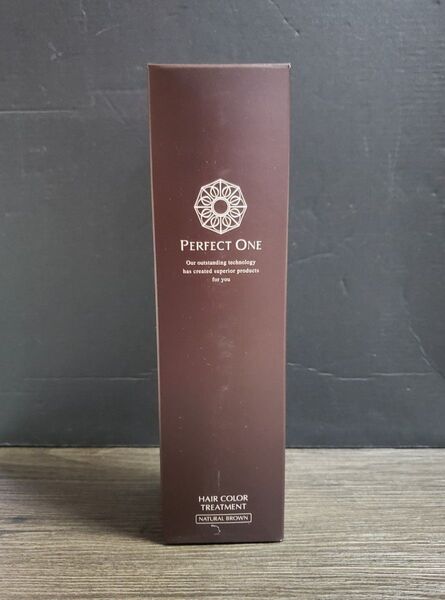 PERFECT ONE
Our outstanding technology
has created superior products
for you
HAIR COLOR
TREATMENT
NATURAL BROWN